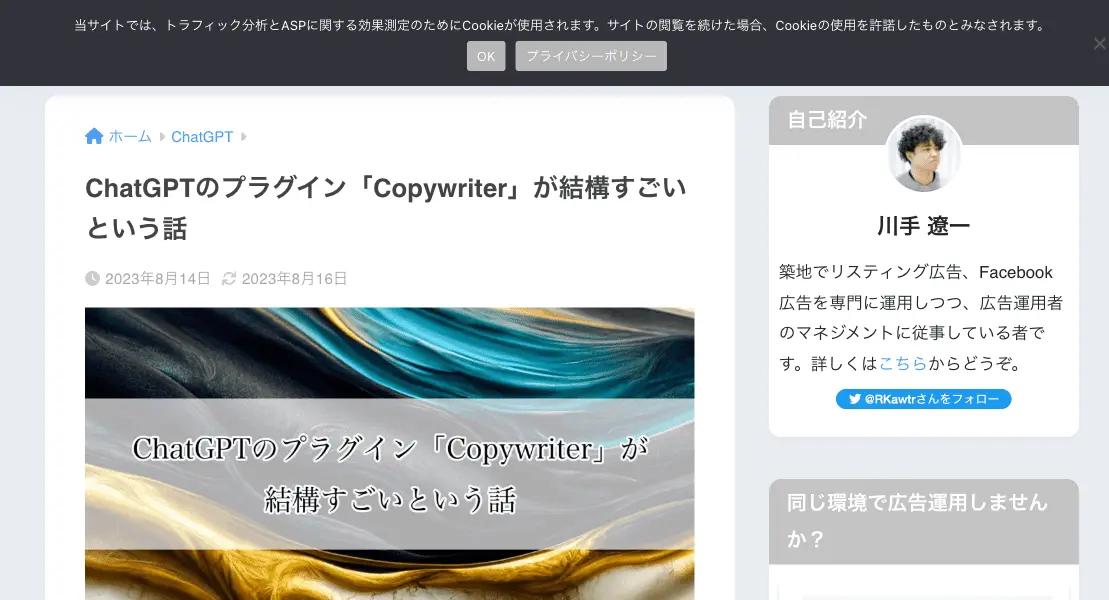 当サイトでは、トラフィック分析とASPに関する効果測定のためにCookieが使用されます。サイトの閲覧を続けた場合、Cookieの使用を許諾したものとみなされます。
OK プライバシーポリシー
ホーム ChatGPT
ChatGPTのプラグイン「Copywriter」が結構すごい
という話
2023年8月14日 2023年8月16日
ChatGPTのプラグイン「Copywriter」が
結構すごいという話
自己紹介
川手 遼一
築地でリスティング広告、Facebook
広告を専門に運用しつつ、広告運用者
のマネジメントに従事している者で
す。詳しくはこちらからどうぞ。
@RKawtrさんをフォロー
同じ環境で広告運用しません
か？